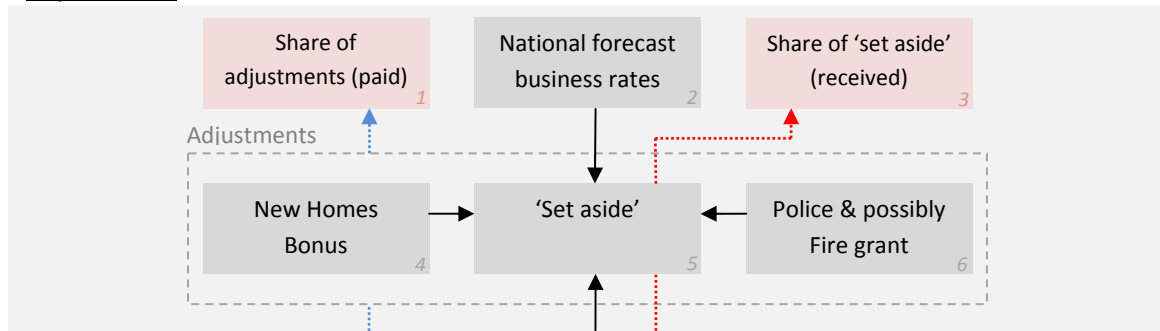 Share of
adjustments (paid)
1
National forecast
business rates
2
Share of ‘set aside’
(received)
3
Adjustments
New Homes
Bonus
4
‘Set aside’
5
Police & possibly
Fire grant
6